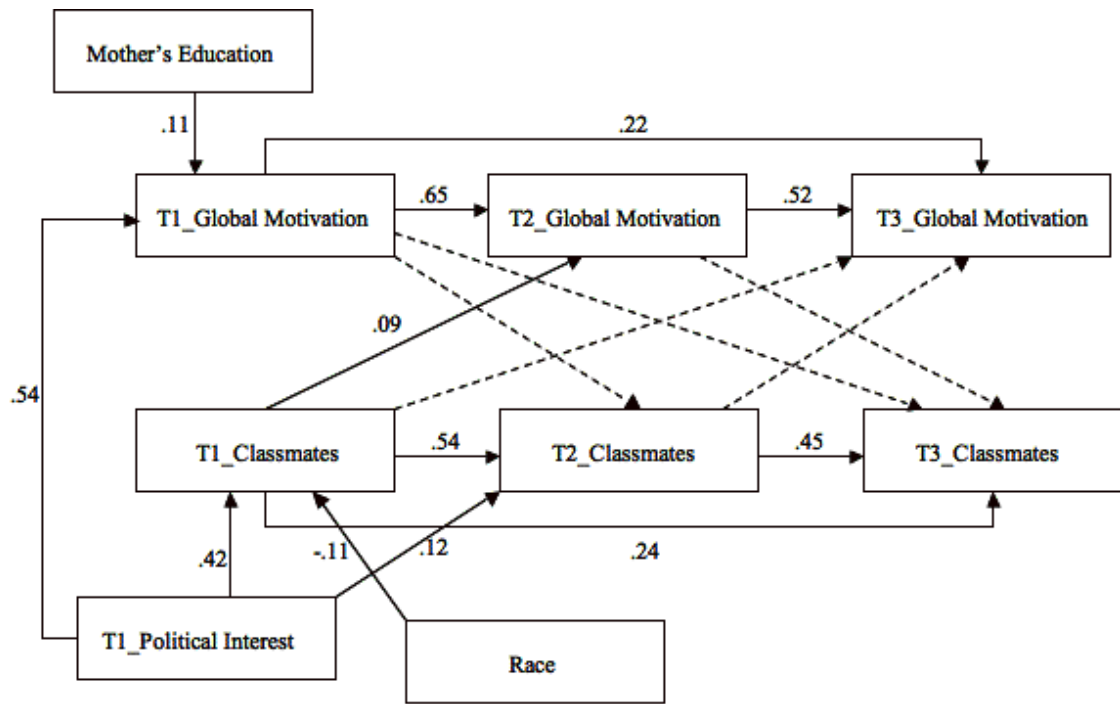 Mother's Education
.11
.22
T1_Global Motivation
.65
T2_Global Motivation
.52
T3_Global Motivation
.09
.54
T1_Classmates
.54
T2_Classmates
.45
T3_Classmates
.42
-.11
.12
.24
T1_Political Interest
Race